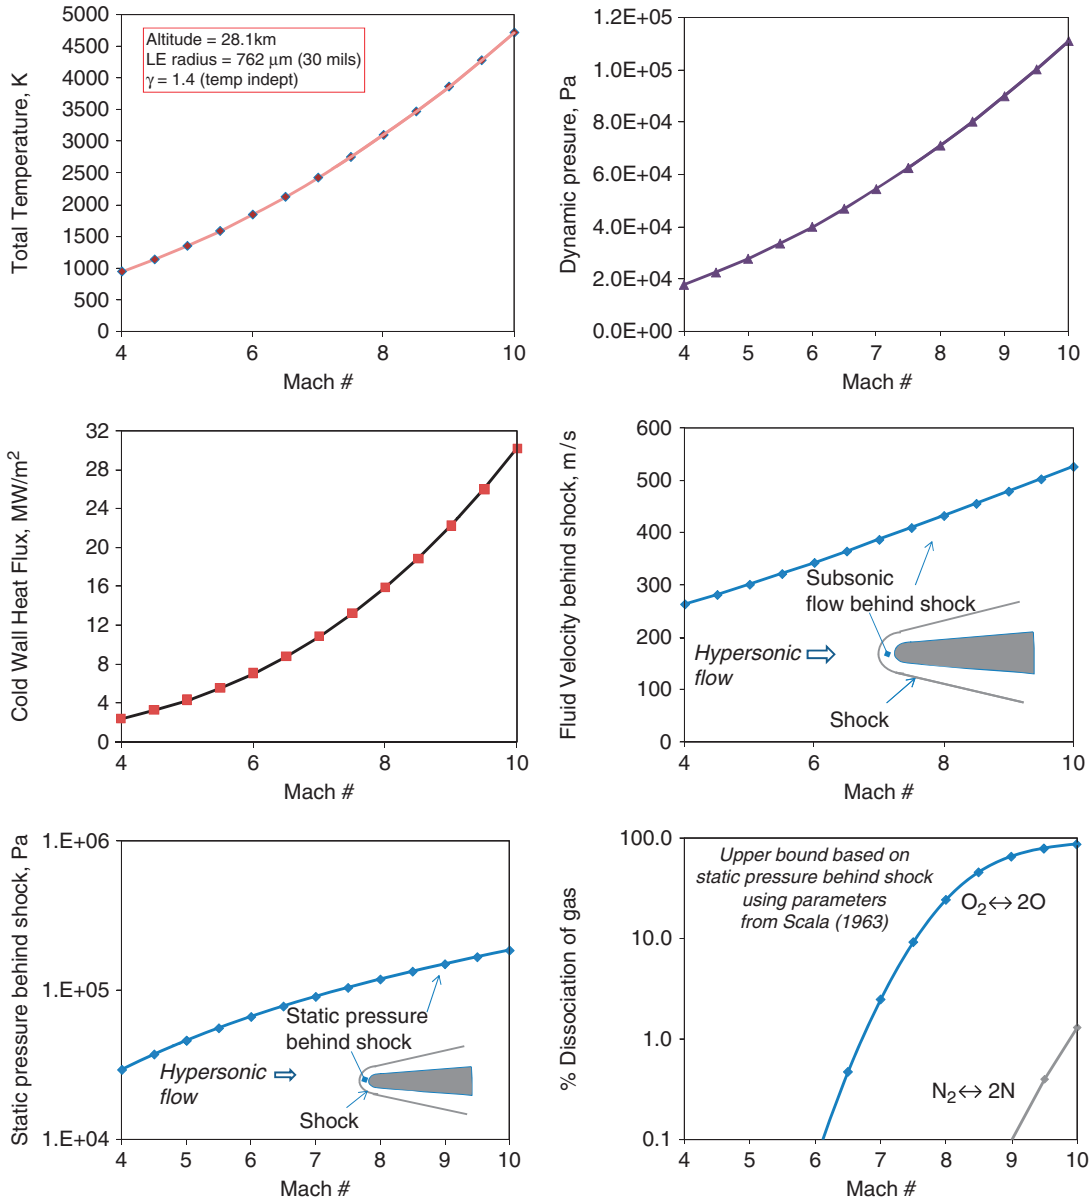 Total Temperature, K
5000
4500
4000
3500
3000
2500
2000
1500
1000
500
0
Altitude = 28.1km
LE radius = 762 μm (30 mils)
γ = 1.4 (temp indept)
4
6
8
10
Mach #
Dynamic presure, Pa
1.2E+05
1.0E+05
8.0E+04
6.0E+04
4.0E+04
2.0E+04
0.0E+00
4
5
6
7
8
9
10
Mach #
Cold Wall Heat Flux, MW/m²
32
28
24
20
16
12
8
4
0
4
6
8
10
Mach #
Fluid Velocity behind shock, m/s
600
500
400
300
200
100
0
Subsonic
flow behind shock
Hypersonic
flow
Shock
4
6
8
10
Mach #
Static pressure behind shock, Pa
1.E+06
1.E+05
1.E+04
Static pressure
behind shock
Hypersonic
flow
Shock
4
5
6
7
8
9
10
Mach #
% Dissociation of gas
100.0
10.0
1.0
0.1
Upper bound based on
static pressure behind shock
using parameters
from Scala (1963)
O₂↔2O
N₂↔2N
4
5
6
7
8
9
10
Mach #